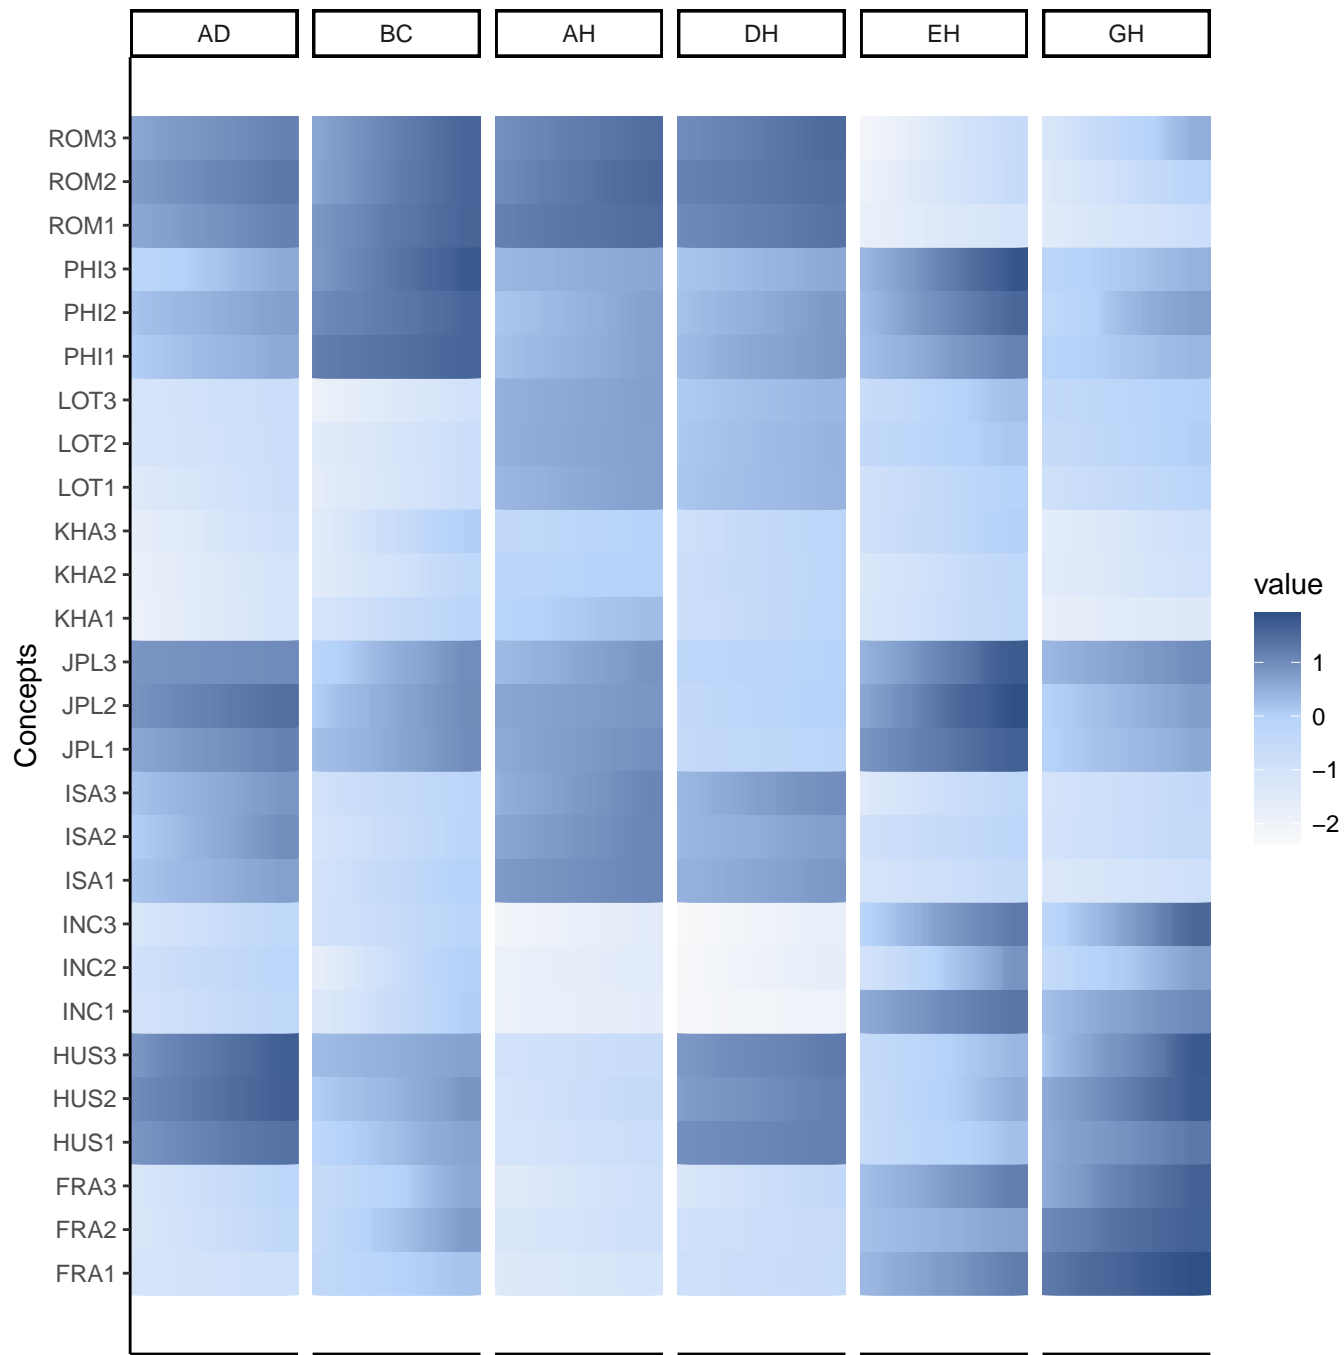 AD BC AH DH EH GH
ROM3
ROM2
ROM1
PHI3
PHI2
PHI1
LOT3
LOT2
LOT1
KHA3
KHA2
KHA1
JPL3
JPL2
JPL1
ISA3
ISA2
ISA1
INC3
INC2
INC1
HUS3
HUS2
HUS1
FRA3
FRA2
FRA1
Concepts
value
1
0
−1
−2